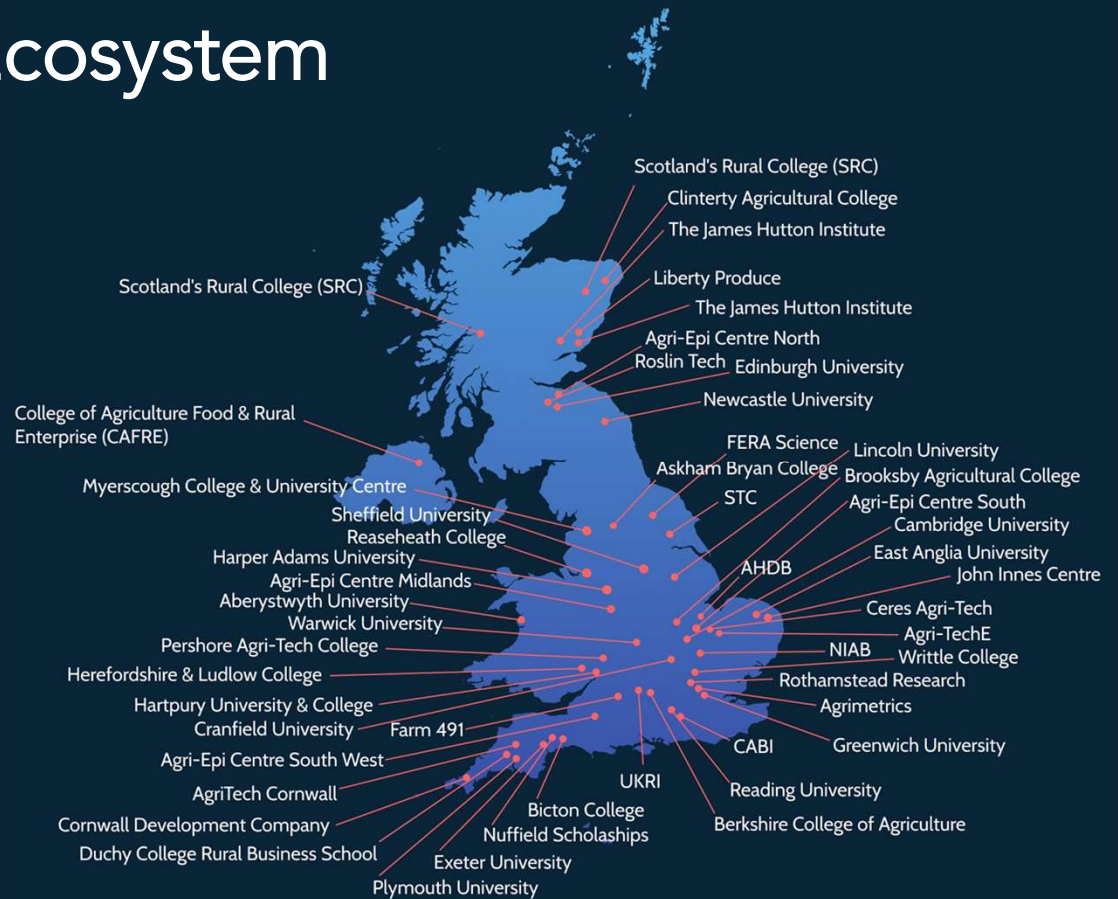 cosystem
Scotland's Rural College (SRC)
Clinterty Agricultural College
The James Hutton Institute
Scotland's Rural College (SRC)
Liberty Produce
The James Hutton Institute
Agri-Epi Centre North
Roslin Tech
Edinburgh University
Newcastle University
College of Agriculture Food & Rural
Enterprise (CAFRE)
FERA Science
Lincoln University
Askham Bryan College
Brooksby Agricultural College
Myerscough College & University Centre
STC
Agri-Epi Centre South
Sheffield University
Cambridge University
Reaseheath College
East Anglia University
Harper Adams University
AHDB
John Innes Centre
Agri-Epi Centre Midlands
Aberystwyth University
Ceres Agri-Tech
Warwick University
Agri-TechE
Pershore Agri-Tech College
NIAB
Writtle College
Herefordshire & Ludlow College
Rothamstead Research
Hartpury University & College
Agrimetrics
Cranfield University
Farm 491
CABI
Greenwich University
Agri-Epi Centre South West
UKRI
AgriTech Cornwall
Reading University
Bicton College
Cornwall Development Company
Berkshire College of Agriculture
Nuffield Scholaships
Duchy College Rural Business School
Exeter University
Plymouth University